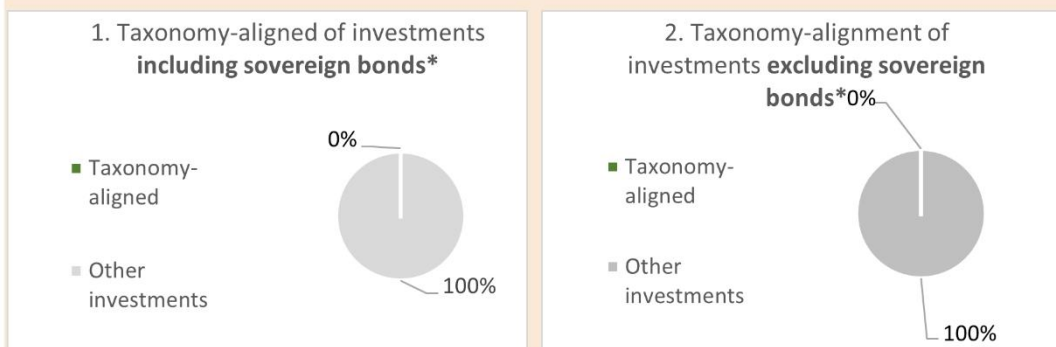 1. Taxonomy-aligned of investments
including sovereign bonds*
0%
Taxonomy-
aligned
Other
investments
100%
2. Taxonomy-alignment of
investments excluding sovereign
bonds*
0%
Taxonomy-
aligned
Other
investments
100%